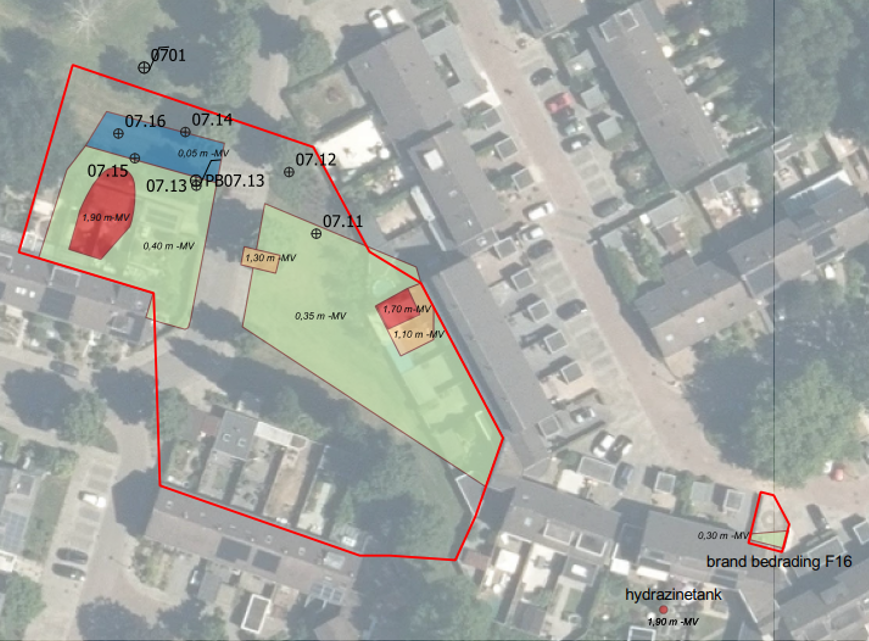 0701
07.16
07.14
0,05 m -MV
07.12
07.15
07.13
PB07.13
1,90 m-MV
0,40 m -MV
07.11
1,30 m -MV
0,35 m -MV
1,70 m-MV
1,10 m -MV
0,30 m -MV
brand bedrading F16
hydrazinetank
1,90 m -MV